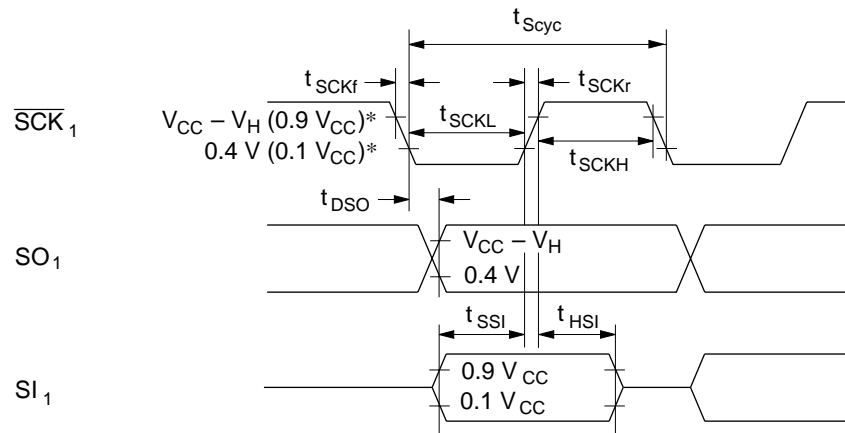 tScyc
tSCKf
tSCKr
SCK1
VCC – VH (0.9 VCC)*
tSCKL
0.4 V (0.1 VCC)*
tSCKH
tDSO
SO1
VCC – VH
0.4 V
tSSI
tHSI
SI1
0.9 VCC
0.1 VCC